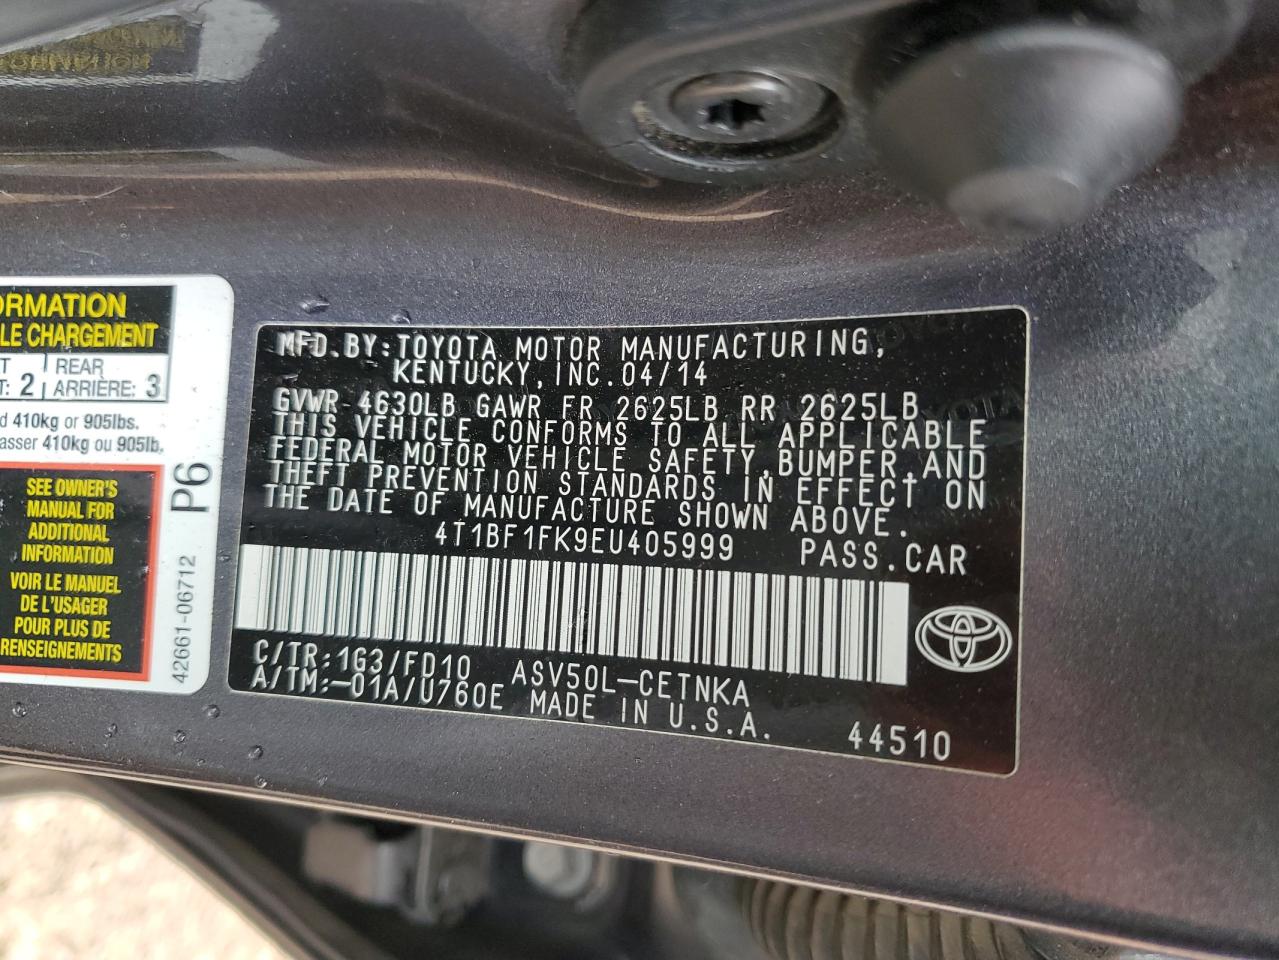 ORMATION
LE CHARGEMENT
T REAR
T: 2 ARRIÈRE: 3
d 410kg or 905lbs.
asser 410kg ou 905lb.
SEE OWNER'S
MANUAL FOR
ADDITIONAL
INFORMATION
VOIR LE MANUEL
DE L'USAGER
POUR PLUS DE
RENSEIGNEMENTS
P6
42661-06712
MFD.BY:TOYOTA MOTOR MANUFACTURING,
KENTUCKY,INC.04/14
GVWR 4630LB GAWR FR 2625LB RR 2625LB
THIS VEHICLE CONFORMS TO ALL APPLICABLE
FEDERAL MOTOR VEHICLE SAFETY,BUMPER,AND
THEFT PREVENTION STANDARDS IN EFFECT ON
THE DATE OF MANUFACTURE SHOWN ABOVE.
4T1BF1FK9EU405999 PASS.CAR
C/TR:1G3/FD10 ASV50L-CETNKA
A/TM:-01A/U760E MADE IN U.S.A.
44510